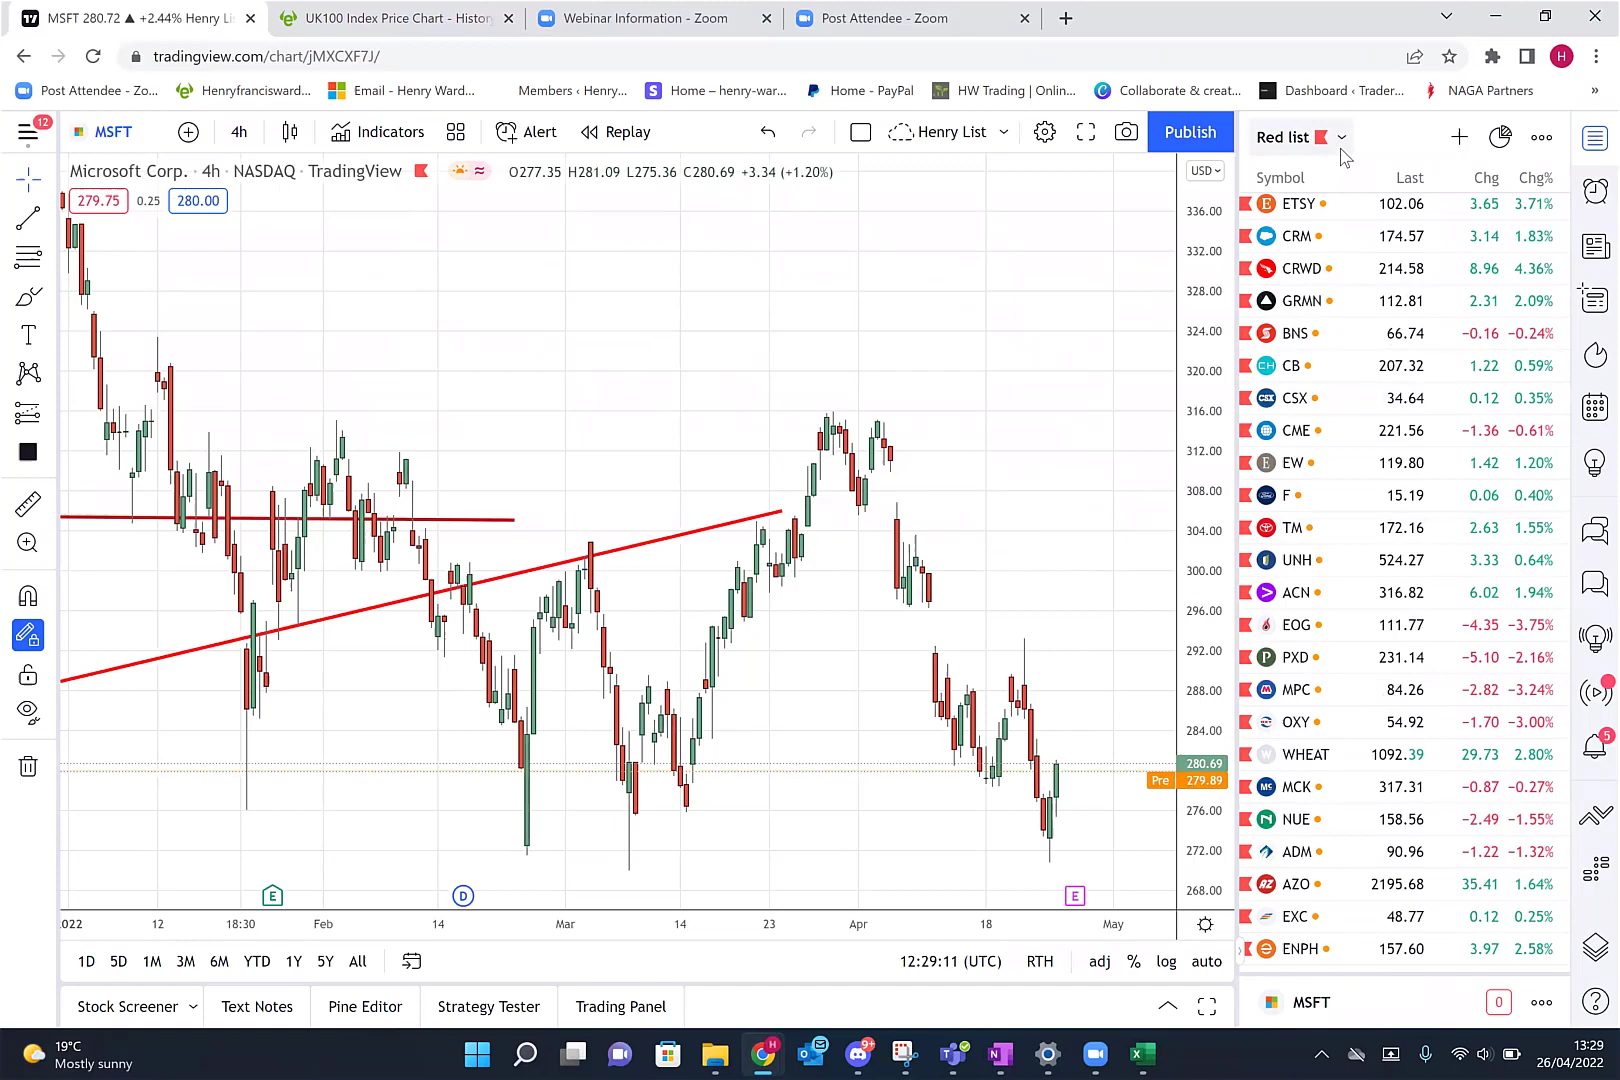 MSFT 280.72 ▲ +2.44% Henry Li
UK100 Index Price Chart - Histor
Webinar Information - Zoom
Post Attendee - Zoom
tradingview.com/chart/jMXCXF7J/
H
Post Attendee - Zo...
Henryfrancisward...
Email - Henry Ward...
Members ‹ Henry...
Home – henry-war...
Home - PayPal
HW Trading | Onlin...
Collaborate & creat...
Dashboard ‹ Trader...
NAGA Partners
»
12
MSFT
4h
Indicators
Alert
Replay
Henry List
Publish
Red list
Microsoft Corp. · 4h · NASDAQ · TradingView
O277.35 H281.09 L275.36 C280.69 +3.34 (+1.20%)
USD
279.75 0.25 280.00
Symbol Last Chg Chg%
ETSY 102.06 3.65 3.71%
CRM 174.57 3.14 1.83%
CRWD 214.58 8.96 4.36%
GRMN 112.81 2.31 2.09%
BNS 66.74 −0.16 −0.24%
CB 207.32 1.22 0.59%
CSX 34.64 0.12 0.35%
CME 221.56 −1.36 −0.61%
EW 119.80 1.42 1.20%
F 15.19 0.06 0.40%
TM 172.16 2.63 1.55%
UNH 524.27 3.33 0.64%
ACN 316.82 6.02 1.94%
EOG 111.77 −4.35 −3.75%
PXD 231.14 −5.10 −2.16%
MPC 84.26 −2.82 −3.24%
OXY 54.92 −1.70 −3.00%
WHEAT 1092.39 29.73 2.80%
MCK 317.31 −0.87 −0.27%
NUE 158.56 −2.49 −1.55%
ADM 90.96 −1.22 −1.32%
AZO 2195.68 35.41 1.64%
EXC 48.77 0.12 0.25%
ENPH 157.60 3.97 2.58%
336.00
332.00
328.00
324.00
320.00
316.00
312.00
308.00
304.00
300.00
296.00
292.00
288.00
284.00
280.69
Pre 279.89
276.00
272.00
268.00
E
D
E
2022 12 18:30 Feb 14 Mar 14 23 Apr 18 May
1D 5D 1M 3M 6M YTD 1Y 5Y All
12:29:11 (UTC) RTH adj % log auto
Stock Screener
Text Notes
Pine Editor
Strategy Tester
Trading Panel
MSFT
0
5
19°C
Mostly sunny
9+
13:29
26/04/2022